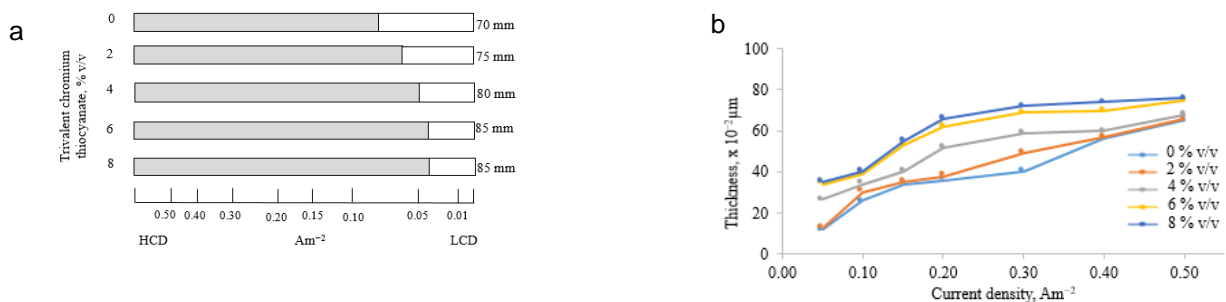 a
Trivalent chromium
thiocyanate, % v/v
0
70 mm
2
75 mm
4
80 mm
6
85 mm
8
85 mm
0.50 0.40 0.30 0.20 0.15 0.10 0.05 0.01
HCD Am⁻² LCD
b
Thickness, x 10⁻² µm
100
80
60
40
20
0
0.00 0.10 0.20 0.30 0.40 0.50
Current density, Am⁻²
0 % v/v
2 % v/v
4 % v/v
6 % v/v
8 % v/v